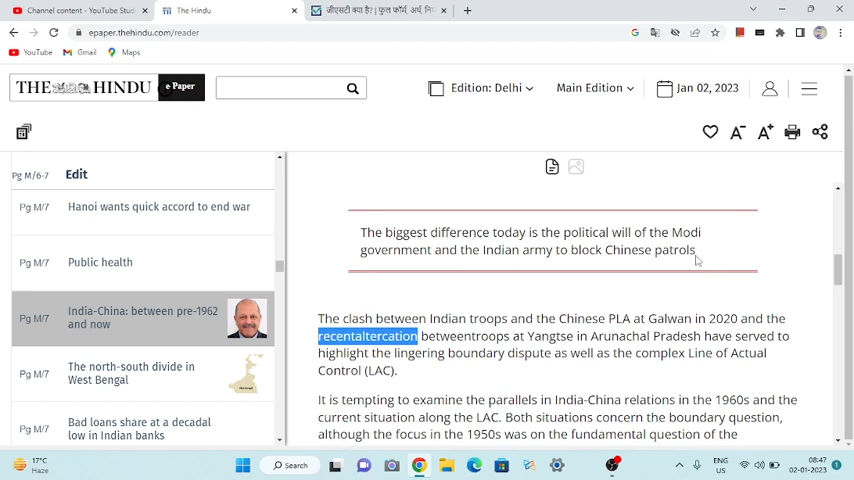 Channel content - YouTube Stud
The Hindu
जीएसटी क्या है? | फुल फॉर्म, अर्थ, निय
epaper.thehindu.com/reader
YouTube
Gmail
Maps
THE HINDU
e Paper
Edition: Delhi
Main Edition
Jan 02, 2023
A-
A+
Pg M/6-7
Edit
Pg M/7
Hanoi wants quick accord to end war
Pg M/7
Public health
Pg M/7
India-China: between pre-1962
and now
Pg M/7
The north-south divide in
West Bengal
Pg M/7
Bad loans share at a decadal
low in Indian banks
The biggest difference today is the political will of the Modi
government and the Indian army to block Chinese patrols
The clash between Indian troops and the Chinese PLA at Galwan in 2020 and the
recentaltercation betweentroops at Yangtse in Arunachal Pradesh have served to
highlight the lingering boundary dispute as well as the complex Line of Actual
Control (LAC).
It is tempting to examine the parallels in India-China relations in the 1960s and the
current situation along the LAC. Both situations concern the boundary question,
although the focus in the 1950s was on the fundamental question of the
17°C
Haze
Search
ENG
US
08:47
02-01-2023